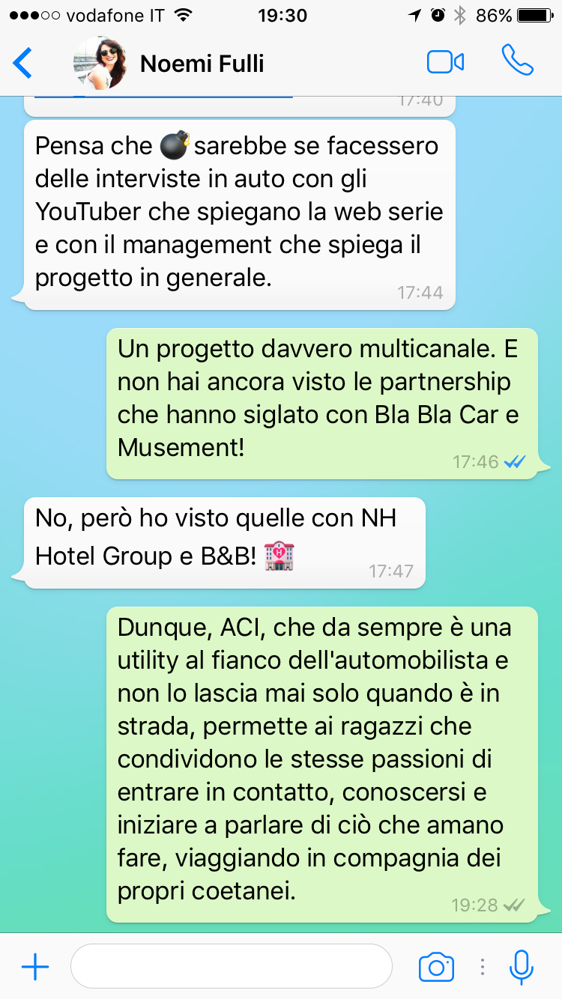 vodafone IT 19:30 86%
Noemi Fulli
17:40
Pensa che 💣 sarebbe se facessero
delle interviste in auto con gli
YouTuber che spiegano la web serie
e con il management che spiega il
progetto in generale.
17:44
Un progetto davvero multicanale. E
non hai ancora visto le partnership
che hanno siglato con Bla Bla Car e
Musement!
17:46
No, però ho visto quelle con NH
Hotel Group e B&B! 🏩
17:47
Dunque, ACI, che da sempre è una
utility al fianco dell'automobilista e
non lo lascia mai solo quando è in
strada, permette ai ragazzi che
condividono le stesse passioni di
entrare in contatto, conoscersi e
iniziare a parlare di ciò che amano
fare, viaggiando in compagnia dei
propri coetanei.
19:28